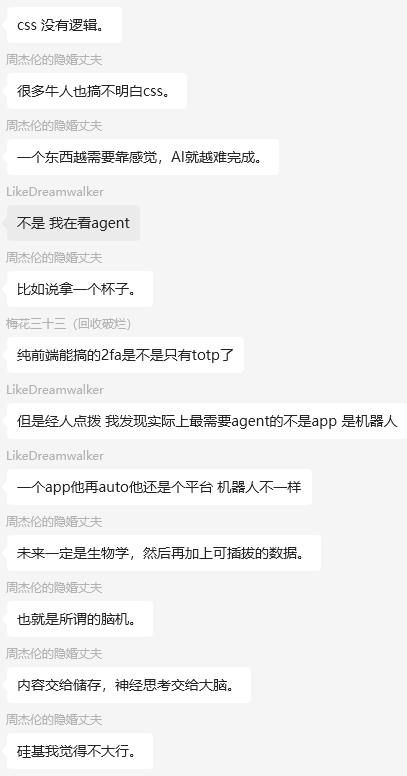 css 没有逻辑。
周杰伦的隐婚丈夫
很多牛人也搞不明白css。
周杰伦的隐婚丈夫
一个东西越需要靠感觉，AI就越难完成。
LikeDreamwalker
不是 我在看agent
周杰伦的隐婚丈夫
比如说拿一个杯子。
梅花三十三（回收破烂）
纯前端能搞的2fa是不是只有totp了
LikeDreamwalker
但是经人点拨 我发现实际上最需要agent的不是app 是机器人
LikeDreamwalker
一个app他再auto他还是个平台 机器人不一样
周杰伦的隐婚丈夫
未来一定是生物学，然后再加上可插拔的数据。
周杰伦的隐婚丈夫
也就是所谓的脑机。
周杰伦的隐婚丈夫
内容交给储存，神经思考交给大脑。
周杰伦的隐婚丈夫
硅基我觉得不大行。